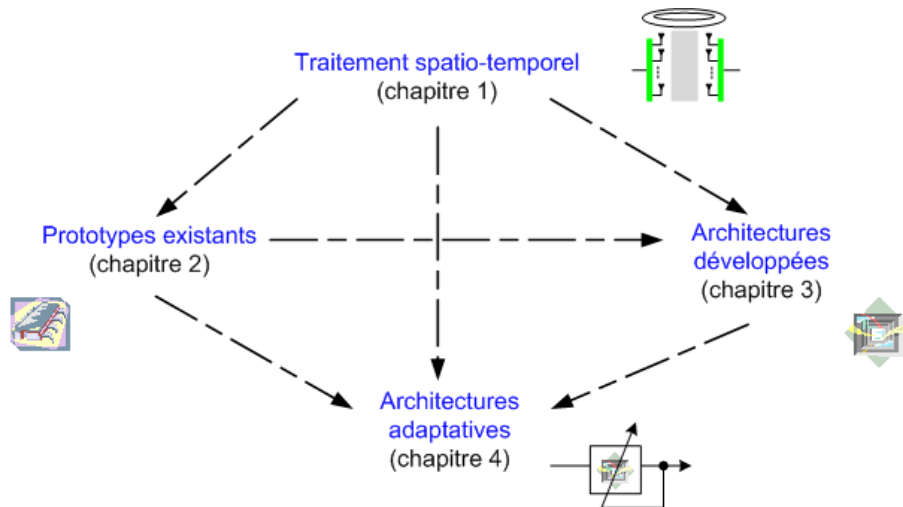 Traitement spatio-temporel
(chapitre 1)
Prototypes existants
(chapitre 2)
Architectures
développées
(chapitre 3)
Architectures
adaptatives
(chapitre 4)